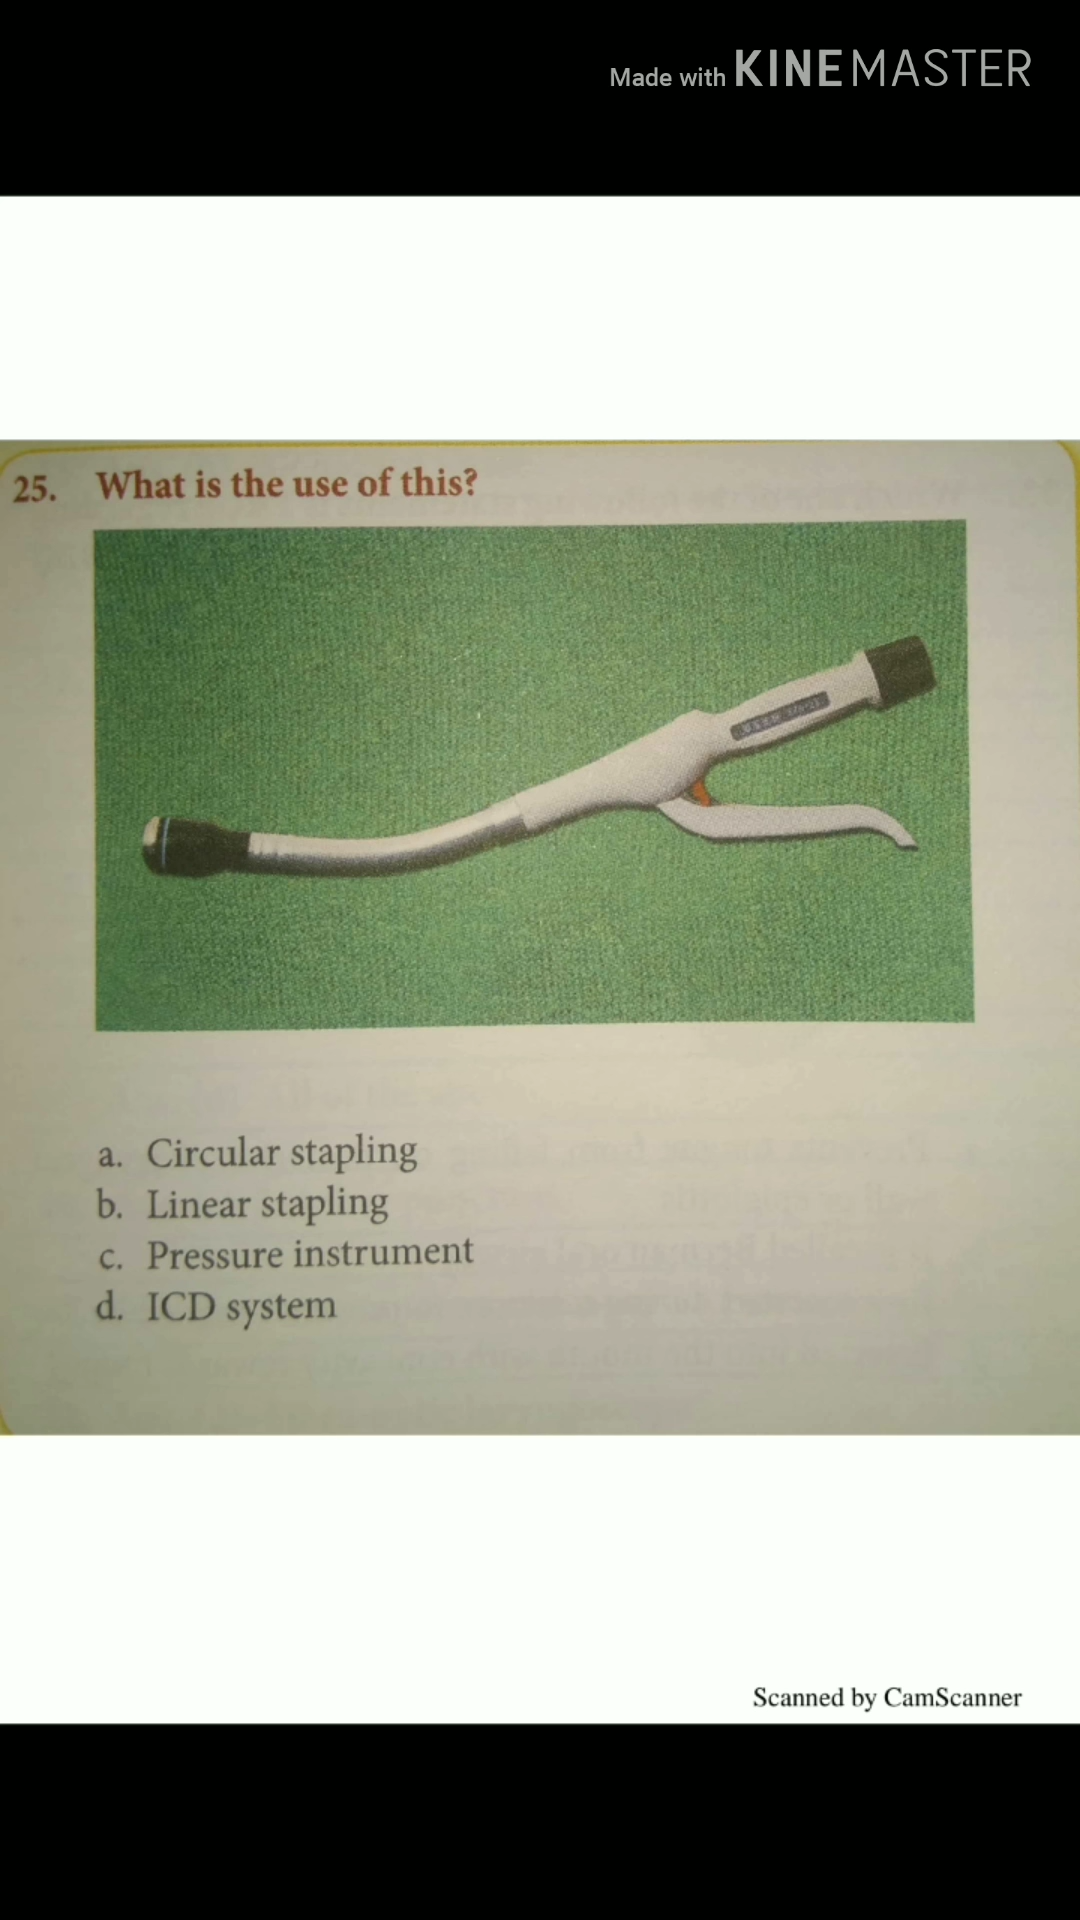 Made with KINEMASTER
25. What is the use of this?
a. Circular stapling
b. Linear stapling
c. Pressure instrument
d. ICD system
Scanned by CamScanner